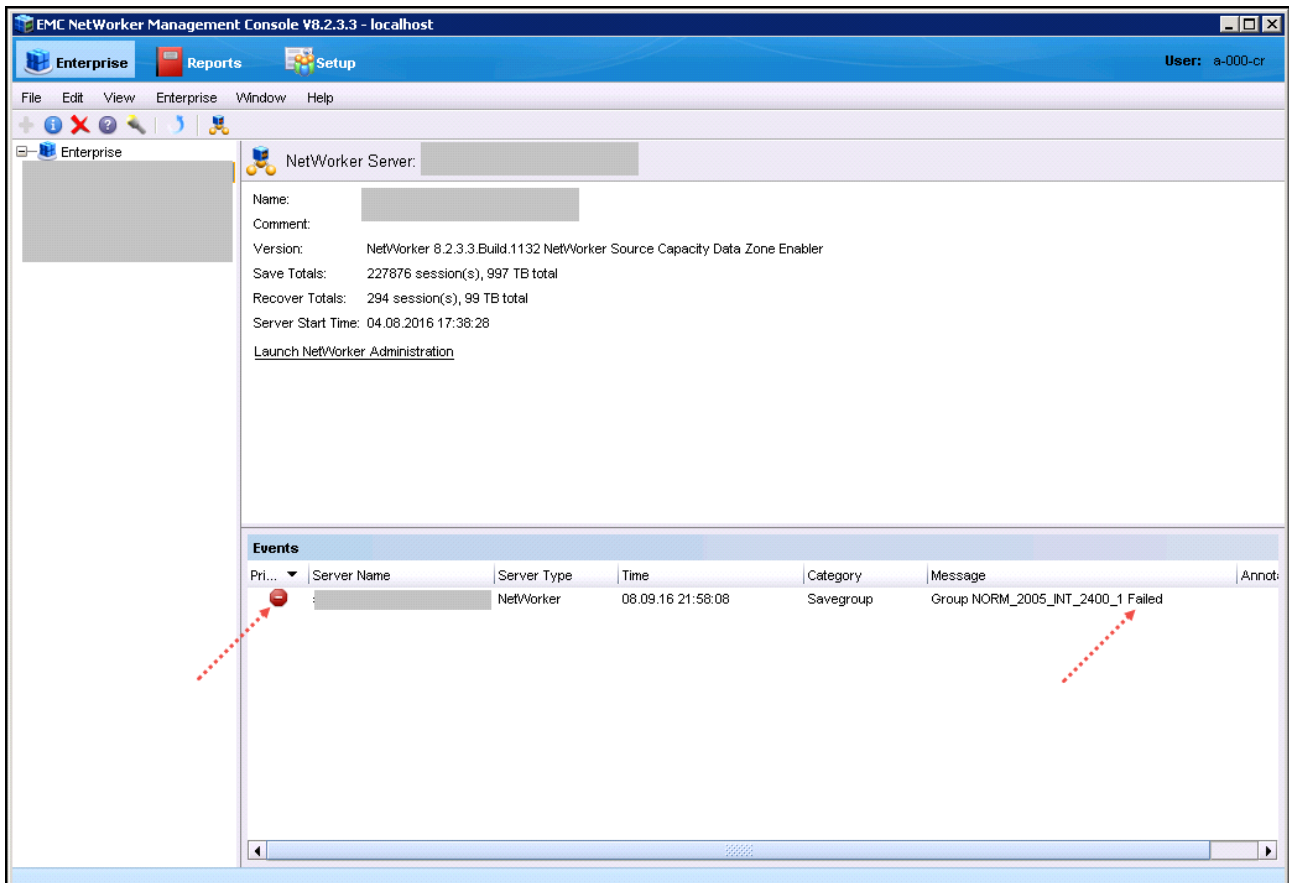 EMC NetWorker Management Console V8.2.3.3 - localhost
Enterprise Reports Setup User: a-000-cr
File Edit View Enterprise Window Help
Enterprise
NetWorker Server:
Name:
Comment:
Version: NetWorker 8.2.3.3.Build.1132 NetWorker Source Capacity Data Zone Enabler
Save Totals: 227876 session(s), 997 TB total
Recover Totals: 294 session(s), 99 TB total
Server Start Time: 04.08.2016 17:38:28
Launch NetWorker Administration
Events
Pri... Server Name Server Type Time Category Message Annot
NetWorker 08.09.16 21:58:08 Savegroup Group NORM_2005_INT_2400_1 Failed